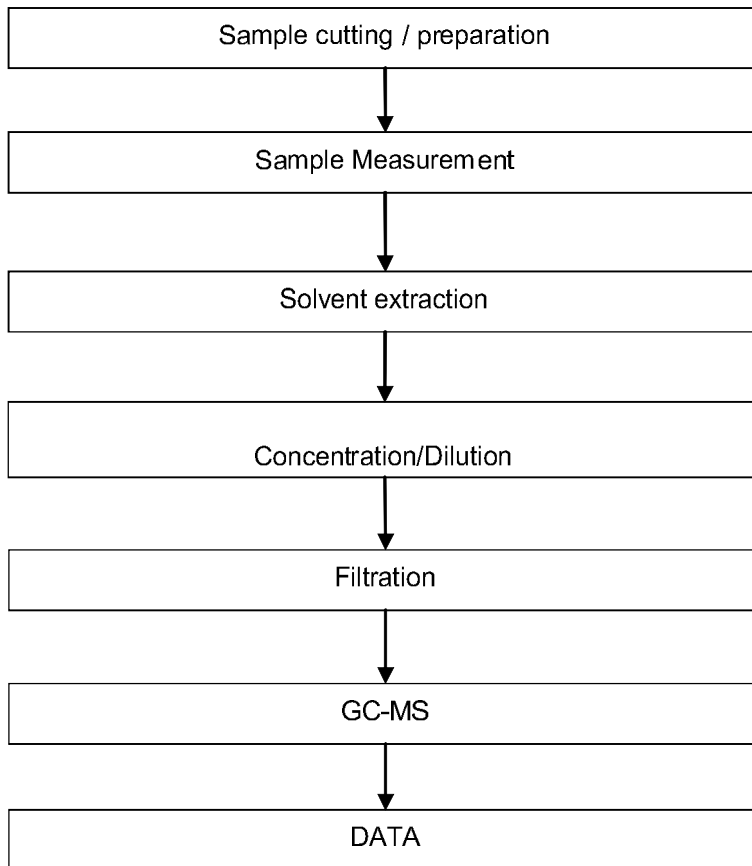 Sample cutting / preparation
Sample Measurement
Solvent extraction
Concentration/Dilution
Filtration
GC-MS
DATA